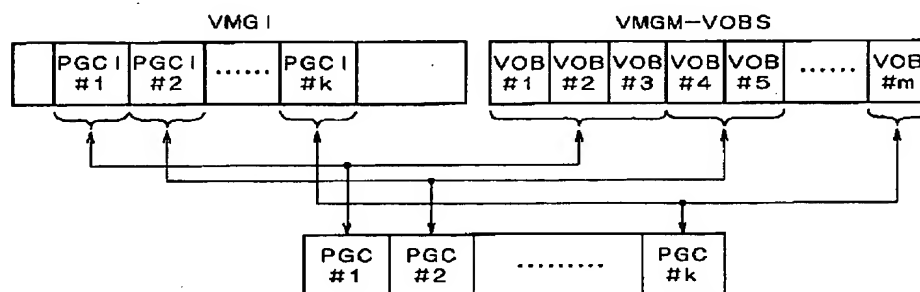 VMGI VMGM-VOBS
PGCI PGCI ...... PGCI VOB VOB VOB VOB VOB ...... VOB
#1 #2 #k #1 #2 #3 #4 #5 #m
PGC PGC ......... PGC
#1 #2 #k